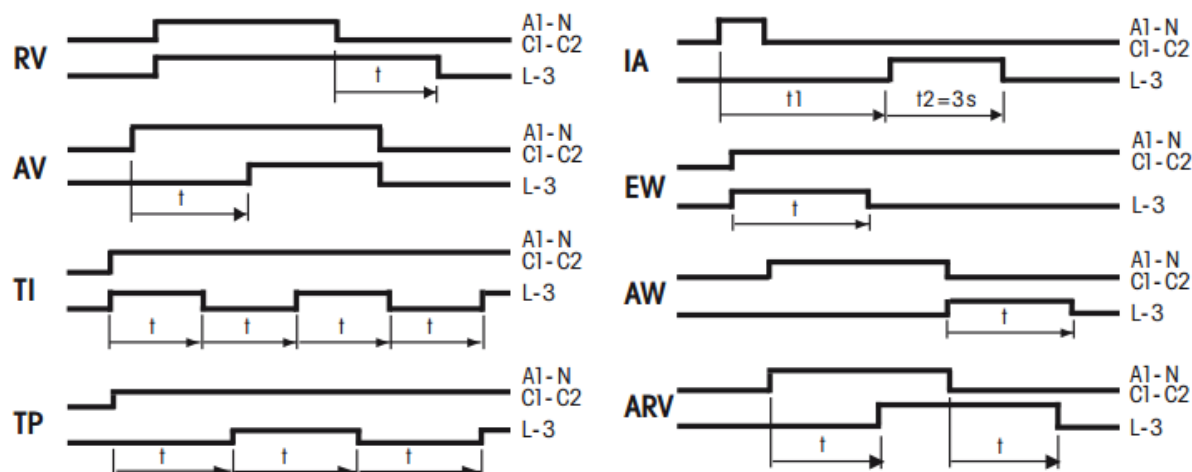 RV
A1-N
C1-C2
L-3
t
AV
A1-N
C1-C2
L-3
t
TI
A1-N
C1-C2
L-3
t t t t
TP
A1-N
C1-C2
L-3
t t t
IA
A1-N
C1-C2
L-3
t1 t2=3s
EW
A1-N
C1-C2
L-3
t
AW
A1-N
C1-C2
L-3
t
ARV
A1-N
C1-C2
L-3
t t